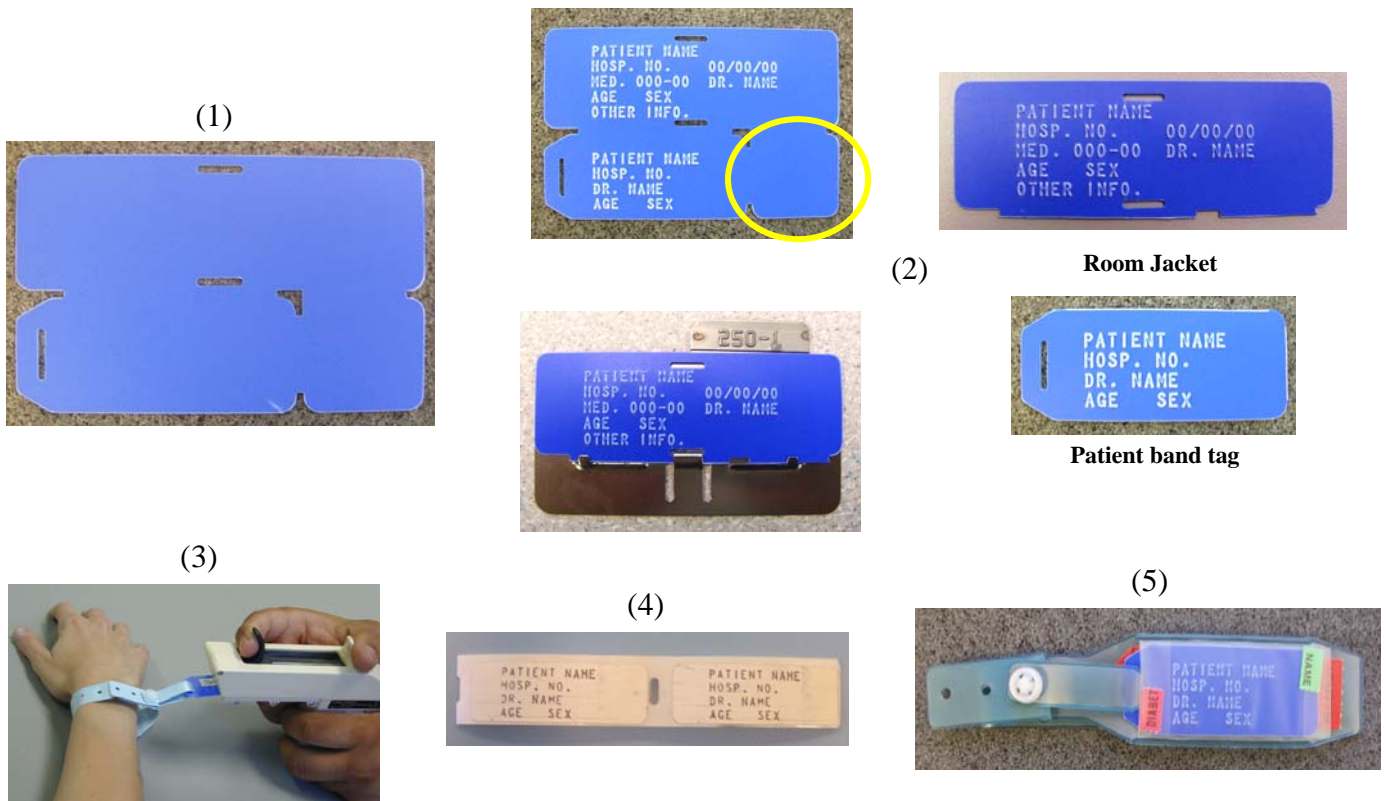 (1)
PATIENT NAME
HOSP. NO. 00/00/00
MED. 000-00 DR. NAME
AGE SEX
OTHER INFO.
PATIENT NAME
HOSP. NO.
DR. NAME
AGE SEX
(2)
PATIENT NAME
HOSP. NO. 00/00/00
MED. 000-00 DR. NAME
AGE SEX
OTHER INFO.
Room Jacket
250-1
PATIENT NAME
HOSP. NO. 00/00/00
MED. 000-00 DR. NAME
AGE SEX
OTHER INFO.
PATIENT NAME
HOSP. NO.
DR. NAME
AGE SEX
Patient band tag
(3)
(4)
PATIENT NAME
HOSP. NO.
DR. NAME
AGE SEX
PATIENT NAME
HOSP. NO.
DR. NAME
AGE SEX
(5)
PATIENT NAME
HOSP. NO.
DR. NAME
AGE SEX
NAME
DIABET